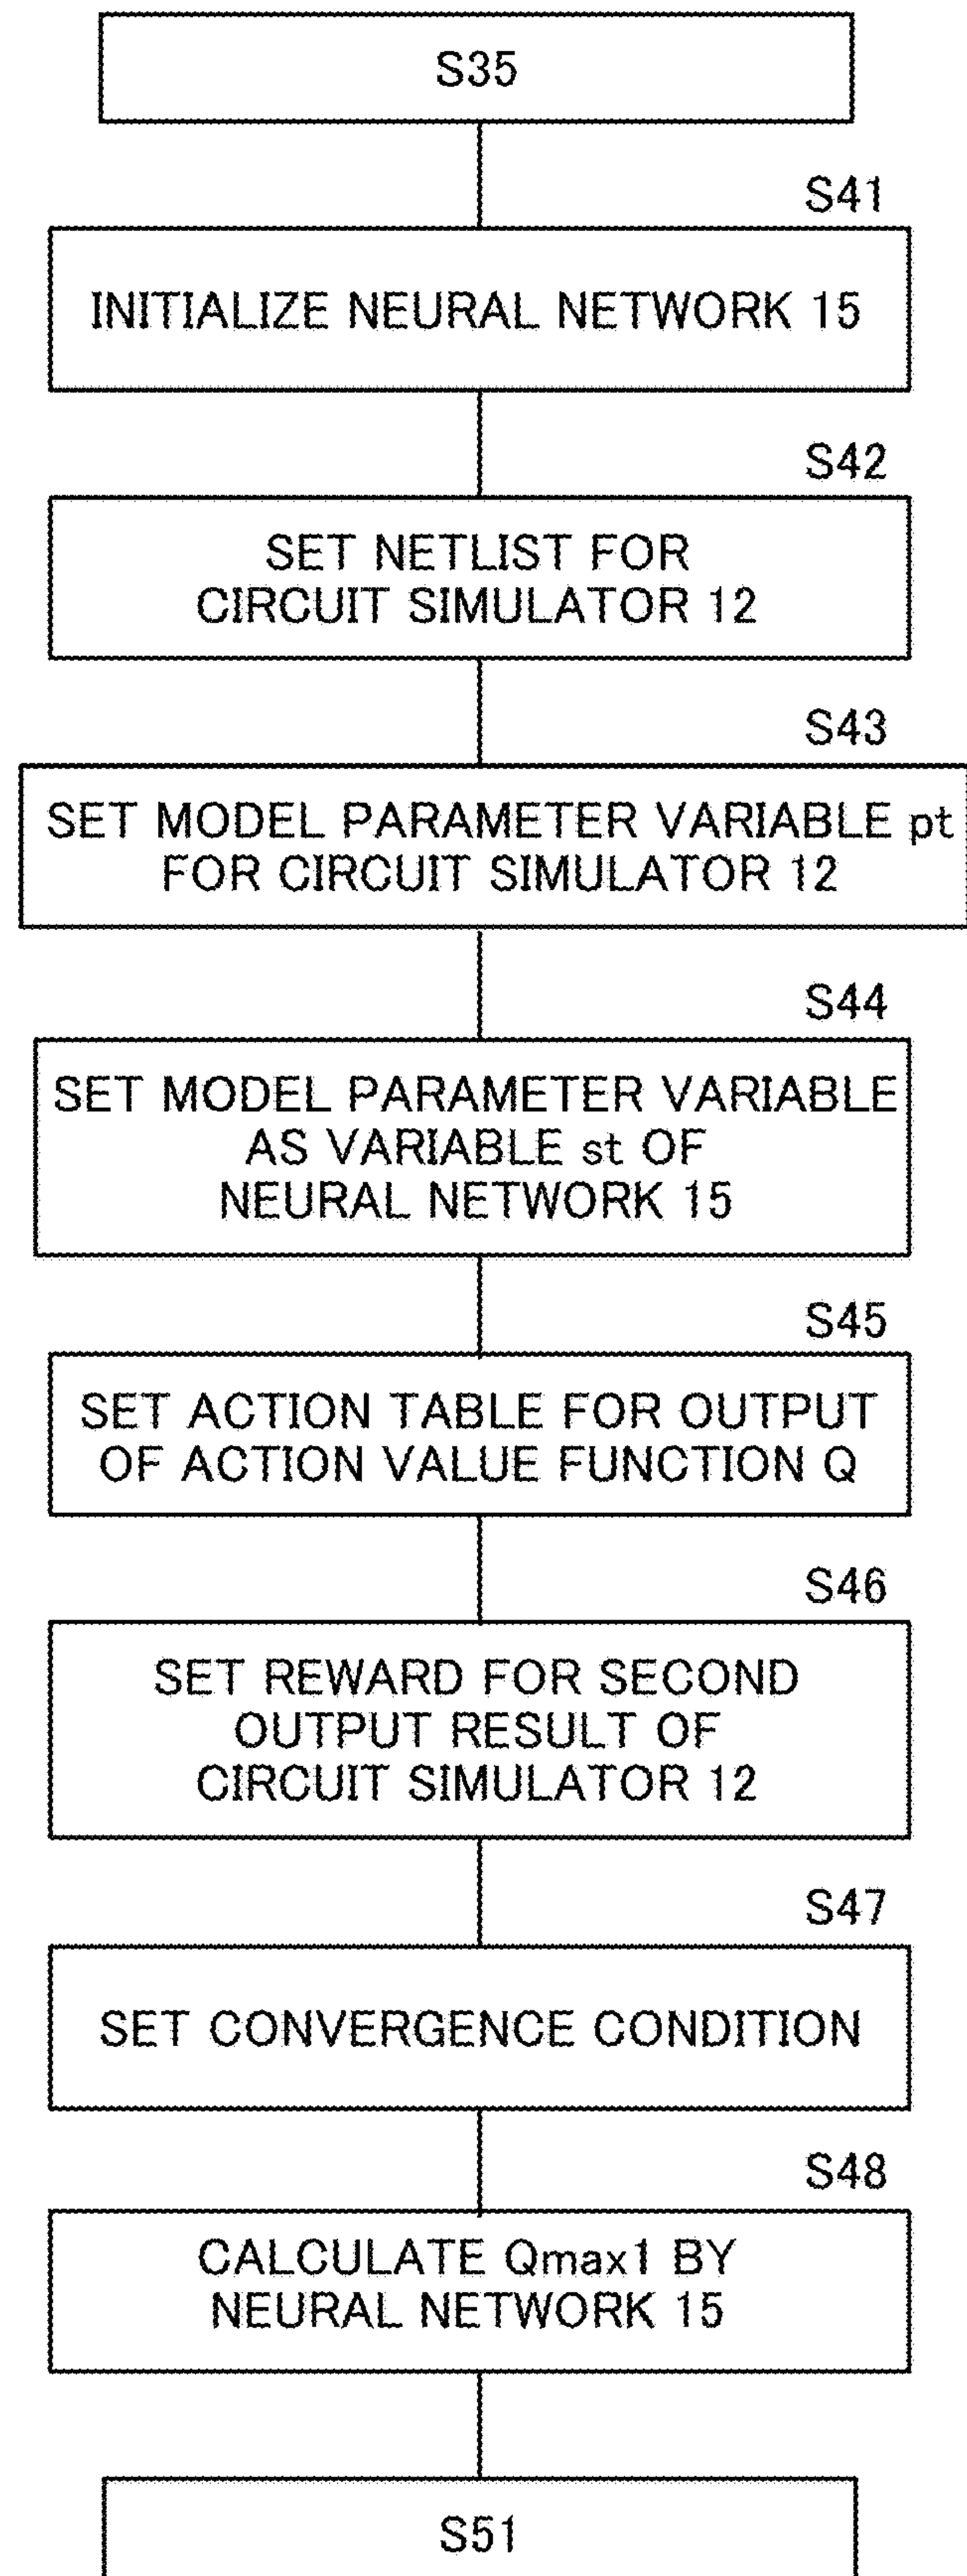 S35
S41
INITIALIZE NEURAL NETWORK 15
S42
SET NETLIST FOR
CIRCUIT SIMULATOR 12
S43
SET MODEL PARAMETER VARIABLE pt
FOR CIRCUIT SIMULATOR 12
S44
SET MODEL PARAMETER VARIABLE
AS VARIABLE st OF
NEURAL NETWORK 15
S45
SET ACTION TABLE FOR OUTPUT
OF ACTION VALUE FUNCTION Q
S46
SET REWARD FOR SECOND
OUTPUT RESULT OF
CIRCUIT SIMULATOR 12
S47
SET CONVERGENCE CONDITION
S48
CALCULATE Qmax1 BY
NEURAL NETWORK 15
S51